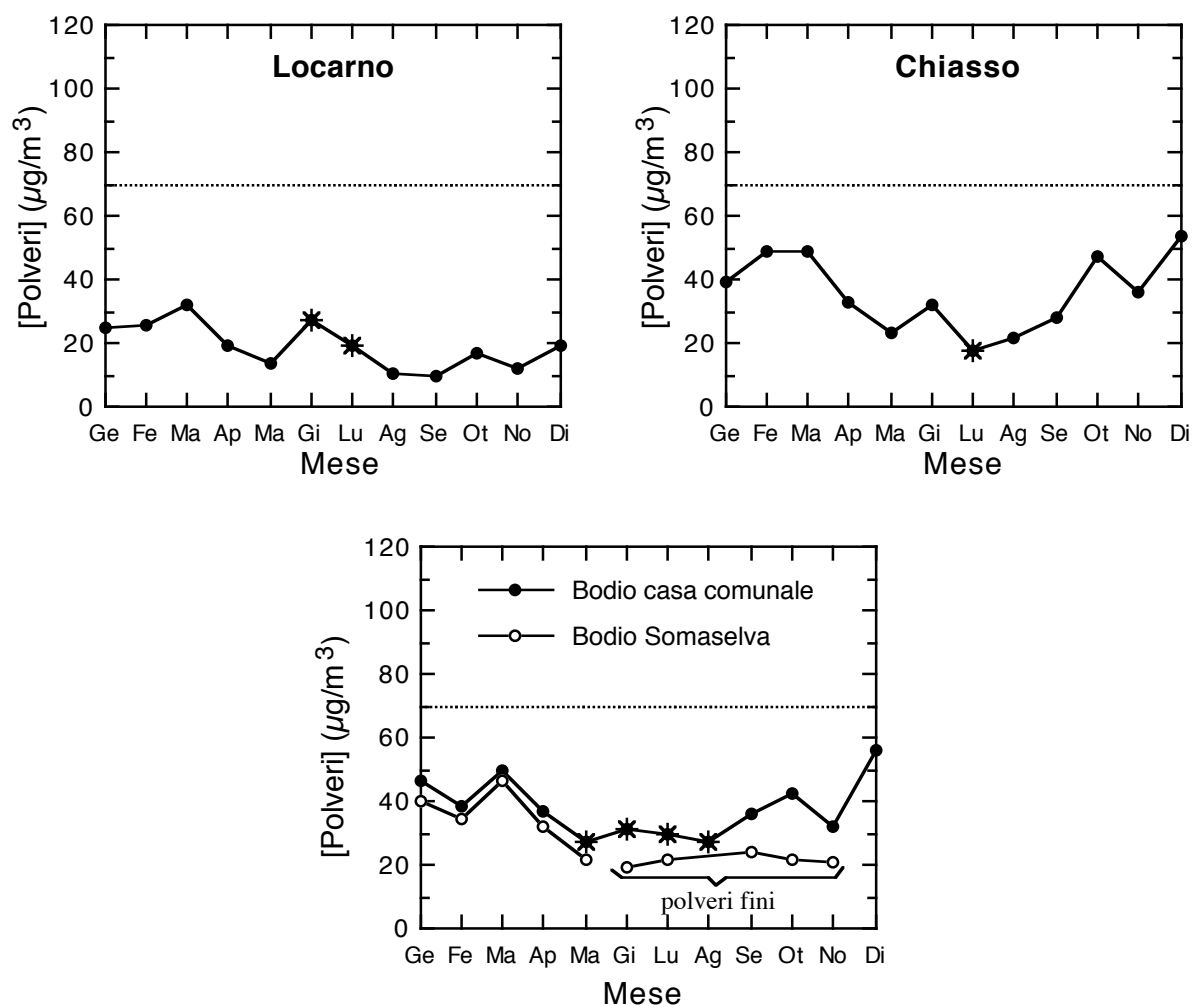 Locarno
[Polveri] (µg/m³)
120
100
80
60
40
20
0
Ge Fe Ma Ap Ma Gi Lu Ag Se Ot No Di
Mese
Chiasso
[Polveri] (µg/m³)
120
100
80
60
40
20
0
Ge Fe Ma Ap Ma Gi Lu Ag Se Ot No Di
Mese
[Polveri] (µg/m³)
120
100
80
60
40
20
0
Bodio casa comunale
Bodio Somaselva
polveri fini
Ge Fe Ma Ap Ma Gi Lu Ag Se Ot No Di
Mese